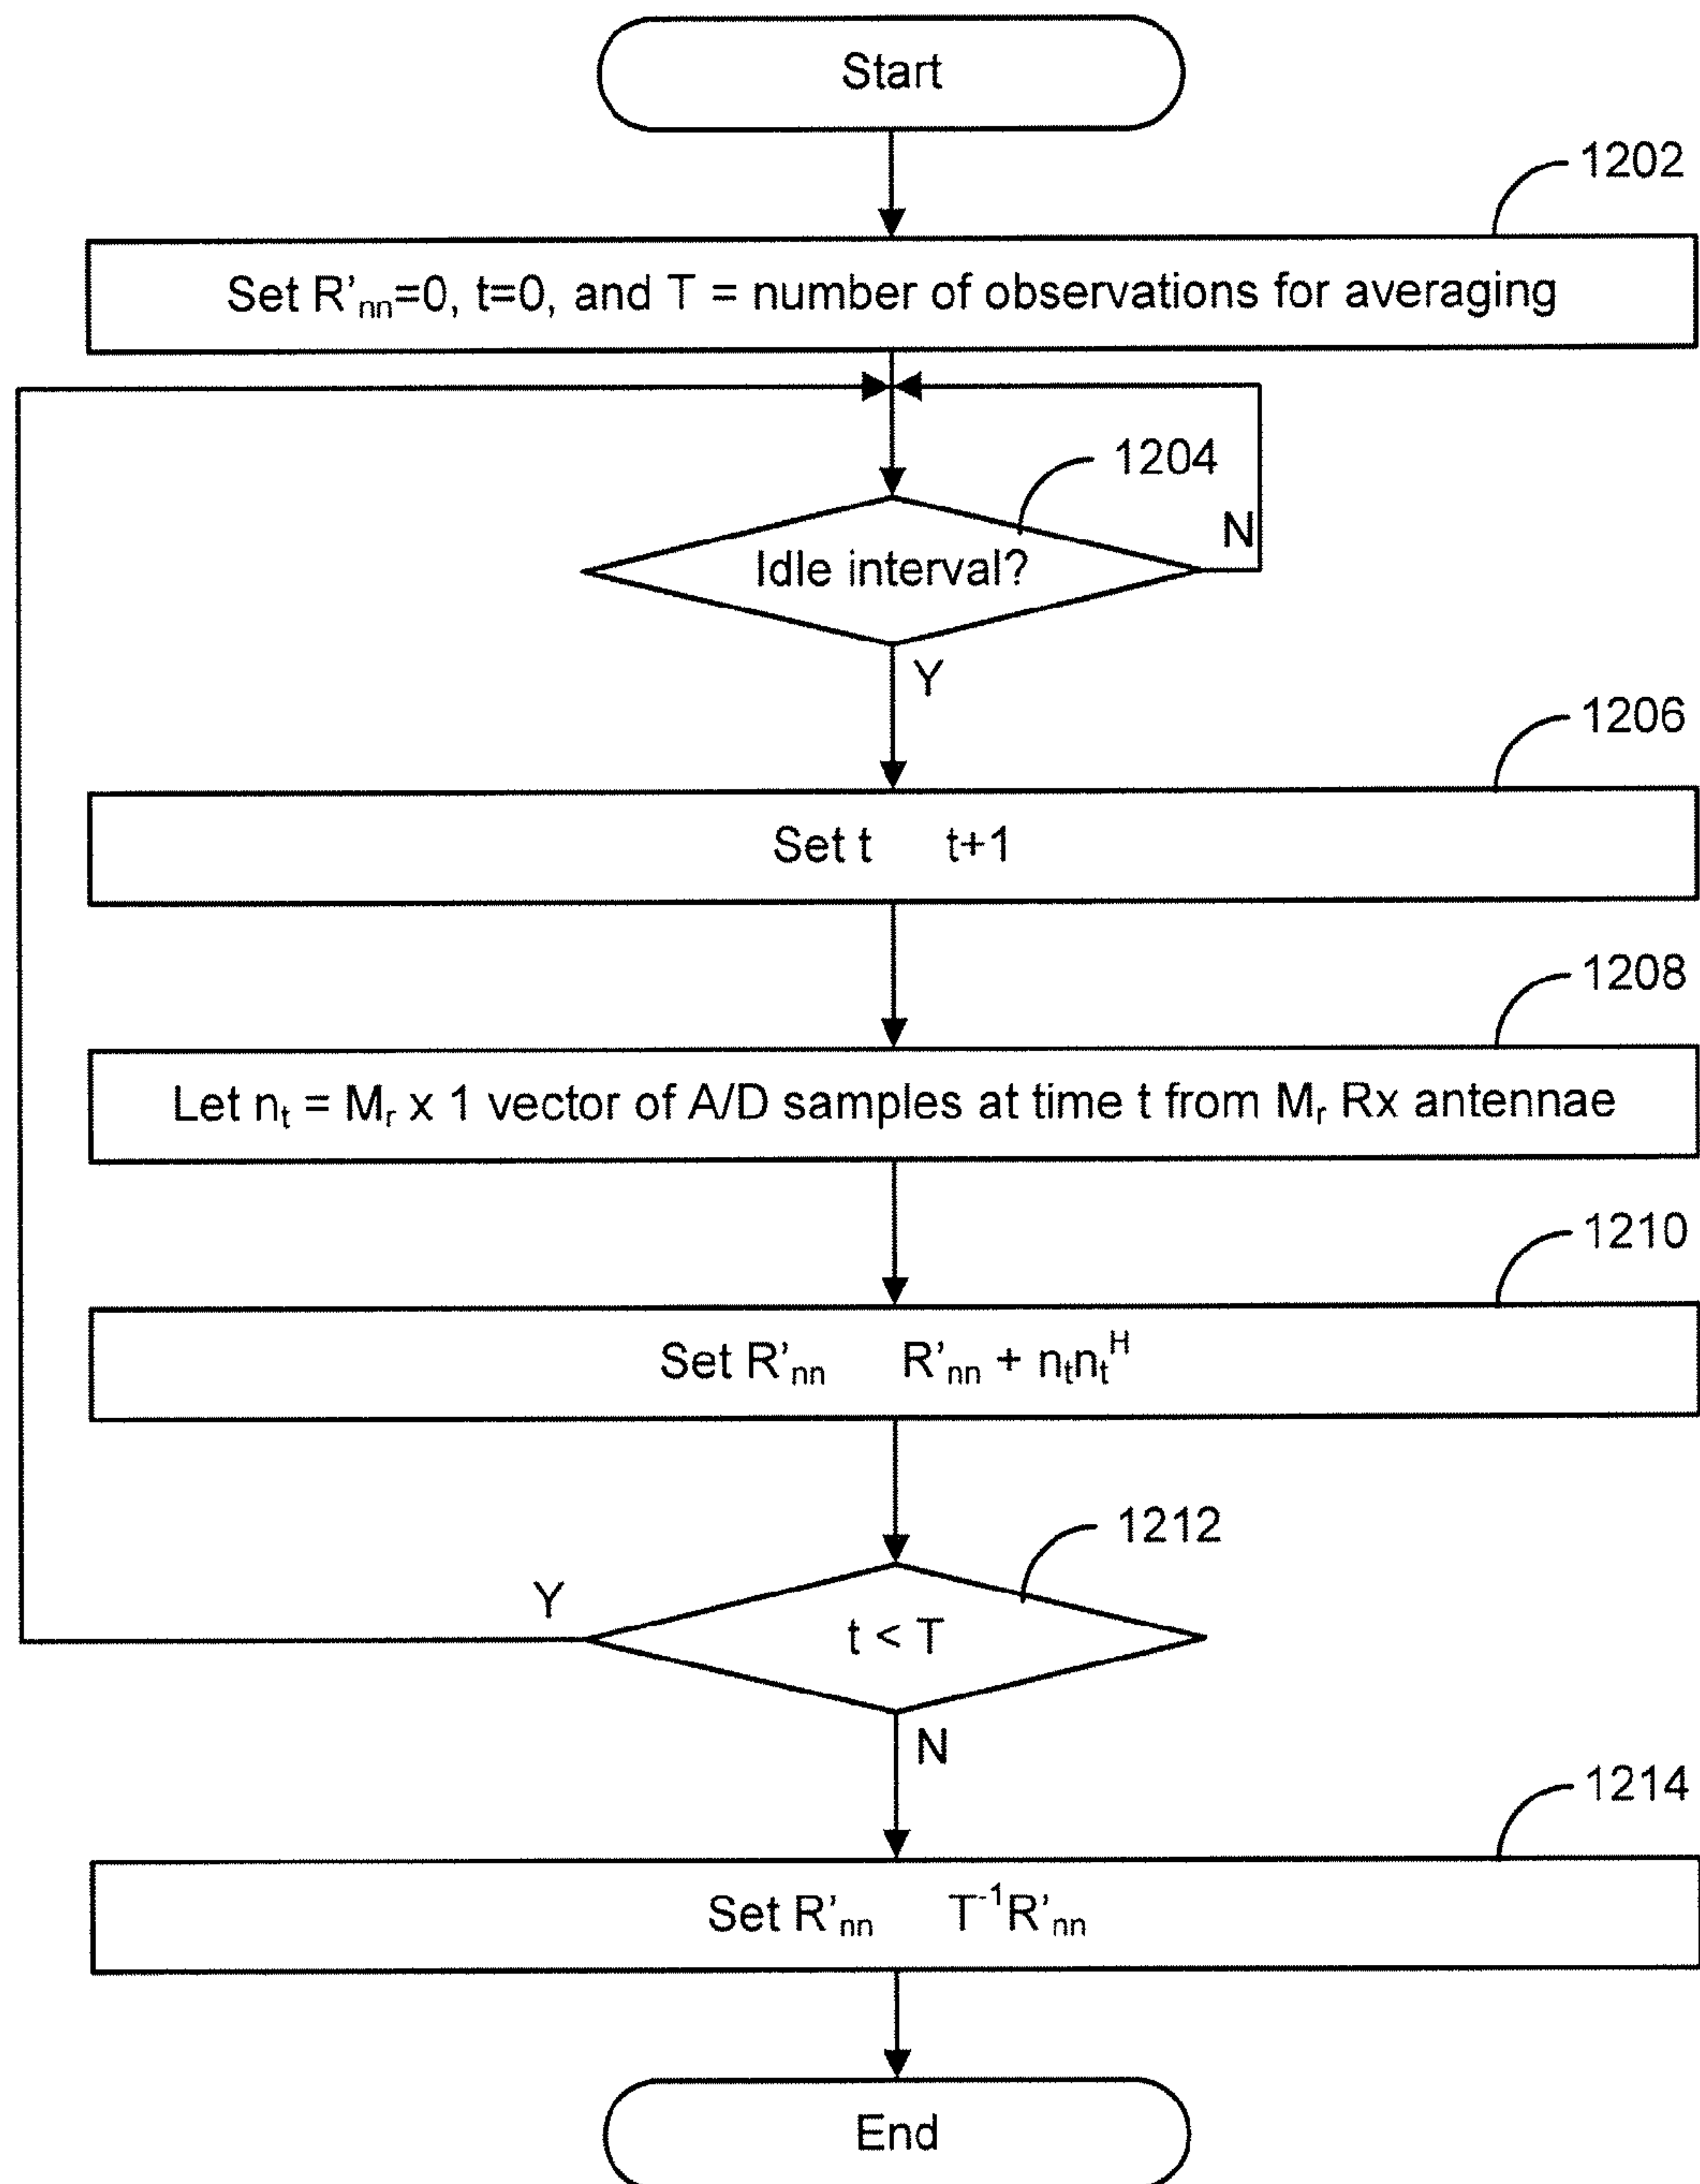 Start
1202
Set R'nn=0, t=0, and T = number of observations for averaging
1204
Idle interval?
N
Y
1206
Set t t+1
1208
Let nt = Mr x 1 vector of A/D samples at time t from Mr Rx antennae
1210
Set R'nn R'nn + ntntH
1212
Y
t < T
N
1214
Set R'nn T-1R'nn
End